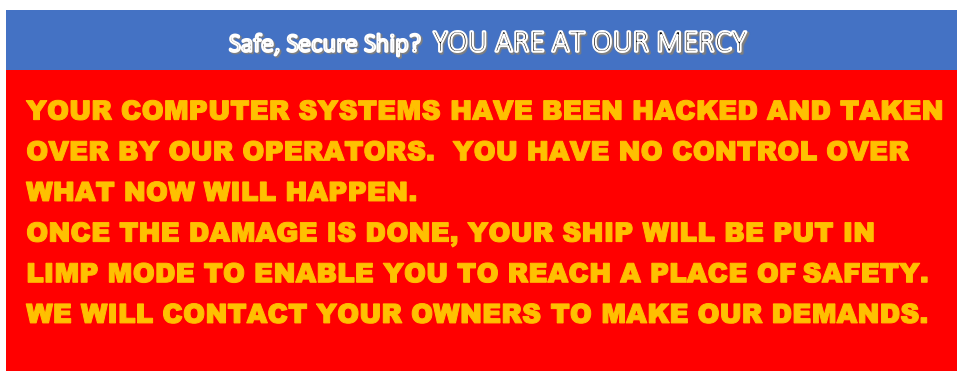 Safe, Secure Ship? YOU ARE AT OUR MERCY
YOUR COMPUTER SYSTEMS HAVE BEEN HACKED AND TAKEN
OVER BY OUR OPERATORS. YOU HAVE NO CONTROL OVER
WHAT NOW WILL HAPPEN.
ONCE THE DAMAGE IS DONE, YOUR SHIP WILL BE PUT IN
LIMP MODE TO ENABLE YOU TO REACH A PLACE OF SAFETY.
WE WILL CONTACT YOUR OWNERS TO MAKE OUR DEMANDS.